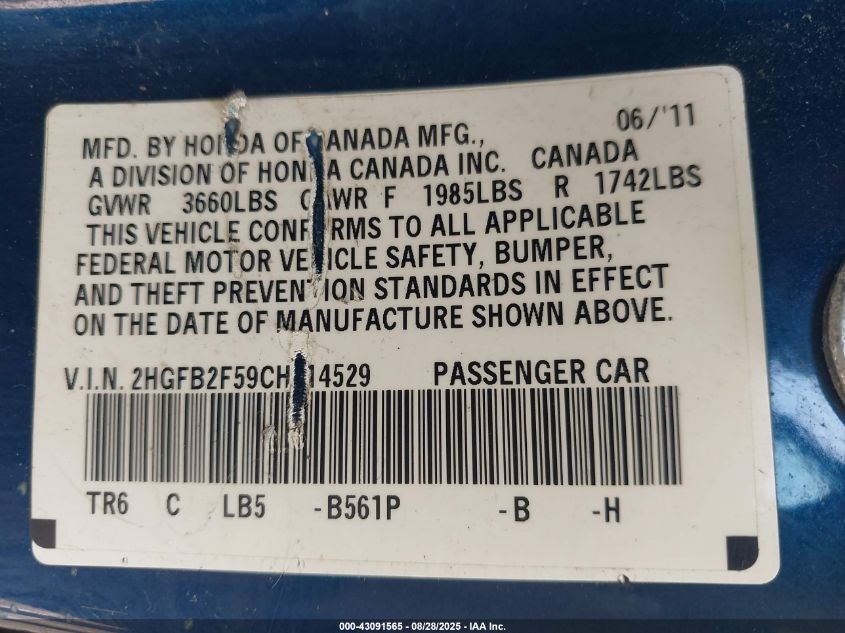 06/'11
MFD. BY HONDA OF CANADA MFG.,
A DIVISION OF HONDA CANADA INC. CANADA
GVWR 3660LBS GAWR F 1985LBS R 1742LBS
THIS VEHICLE CONFORMS TO ALL APPLICABLE
FEDERAL MOTOR VEHICLE SAFETY, BUMPER,
AND THEFT PREVENTION STANDARDS IN EFFECT
ON THE DATE OF MANUFACTURE SHOWN ABOVE.
V.I.N. PASSENGER CAR
TR6 C LB5 -B561P -B -H
000-43091565 - 08/28/2025 - IAA Inc.